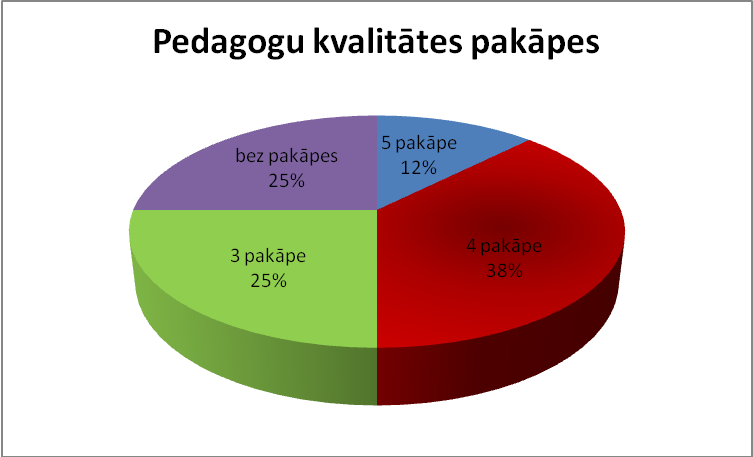 Pedagogu kvalitātes pakāpes
5 pakāpe
12%
4 pakāpe
38%
3 pakāpe
25%
bez pakāpes
25%